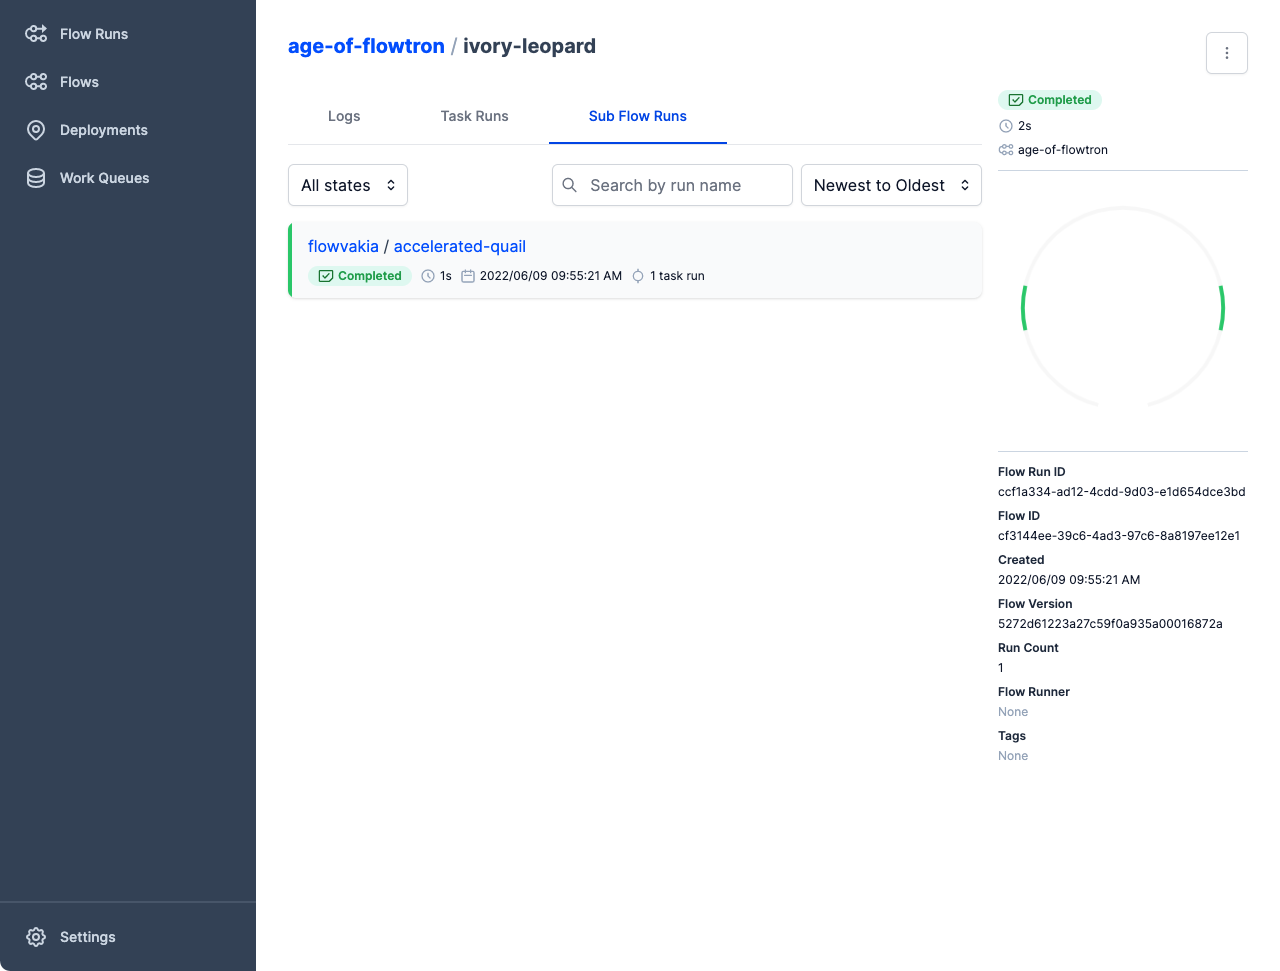 Flow Runs
Flows
Deployments
Work Queues
Settings
age-of-flowtron / ivory-leopard
Logs Task Runs Sub Flow Runs
All states Search by run name Newest to Oldest
flowvakia / accelerated-quail
Completed 1s 2022/06/09 09:55:21 AM 1 task run
Completed
2s
age-of-flowtron
Flow Run ID
ccf1a334-ad12-4cdd-9d03-e1d654dce3bd
Flow ID
cf3144ee-39c6-4ad3-97c6-8a8197ee12e1
Created
2022/06/09 09:55:21 AM
Flow Version
5272d61223a27c59f0a935a00016872a
Run Count
1
Flow Runner
None
Tags
None